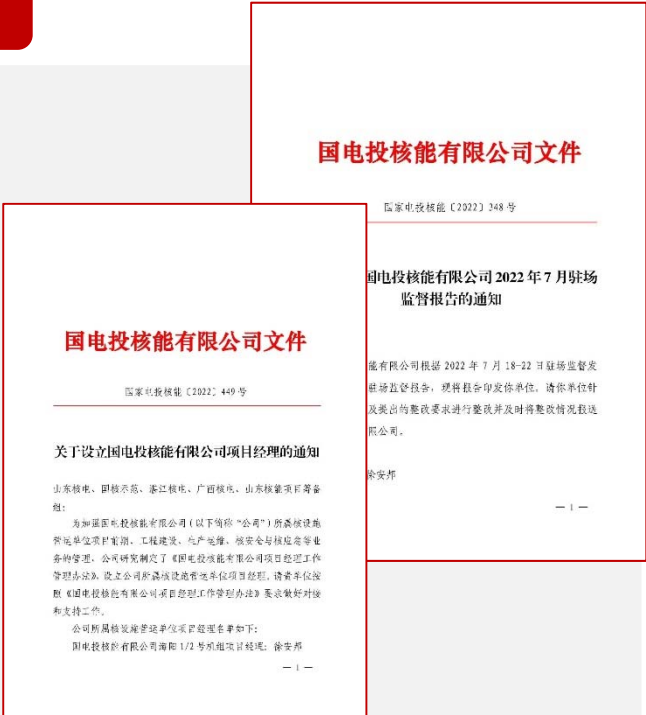 国电投核能有限公司文件
国家电投核能〔2022〕348号
国电投核能有限公司2022年7月驻场
监督报告的通知
能有限公司根据2022年7月18-22日驻场监督发
驻场监督报告，现将报告印发你单位，请你单位针
及提出的整改要求进行整改并及时将整改情况报送
限公司。
徐安邦
— 1 —
国电投核能有限公司文件
国家电投核能〔2022〕449号
关于设立国电投核能有限公司项目经理的通知
山东核电、国核示范、湛江核电、广西核电、山东核能项目筹备
组：
为加强国电投核能有限公司（以下简称“公司”）所属核设施
营运单位项目前期、工程建设、生产运维、核安全与核应急等业
务的管理，公司研究制定了《国电投核能有限公司项目经理工作
管理办法》，设立公司所属核设施营运单位项目经理，请各单位按
照《国电投核能有限公司项目经理工作管理办法》要求做好对接
和支持工作。
公司所属核设施营运单位项目经理名单如下：
国电投核能有限公司海阳1/2号机组项目经理：徐安邦
— 1 —